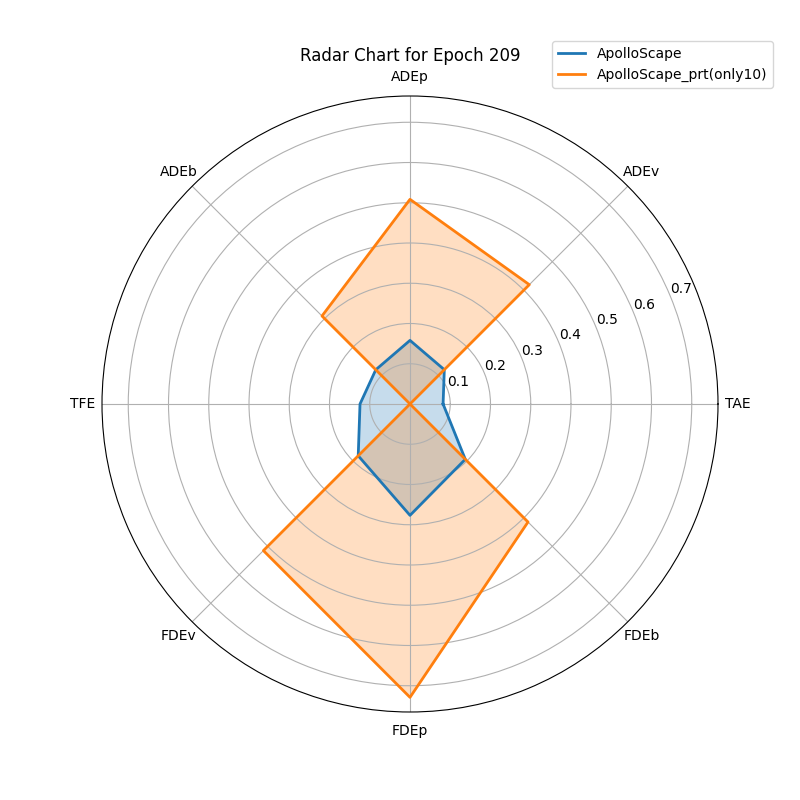 Radar Chart for Epoch 209
ApolloScape
ApolloScape_prt(only10)
ADEp
ADEb
ADEv
0.7
0.6
0.5
0.4
0.3
0.2
0.1
TFE
TAE
FDEv
FDEb
FDEp